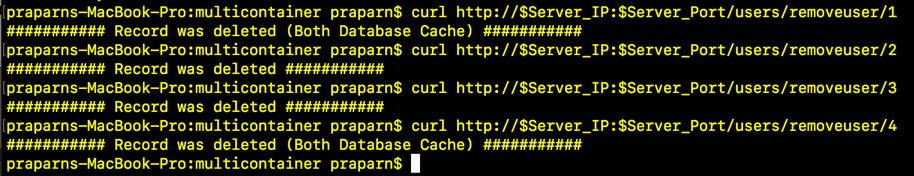 praparns-MacBook-Pro:multicontainer praparn$ curl http://$Server_IP:$Server_Port/users/removeuser/1
########### Record was deleted (Both Database Cache) ###########
[praparns-MacBook-Pro:multicontainer praparn$ curl http://$Server_IP:$Server_Port/users/removeuser/2
########### Record was deleted ###########
[praparns-MacBook-Pro:multicontainer praparn$ curl http://$Server_IP:$Server_Port/users/removeuser/3
########### Record was deleted ###########
[praparns-MacBook-Pro:multicontainer praparn$ curl http://$Server_IP:$Server_Port/users/removeuser/4
########### Record was deleted (Both Database Cache) ###########
praparns-MacBook-Pro:multicontainer praparn$